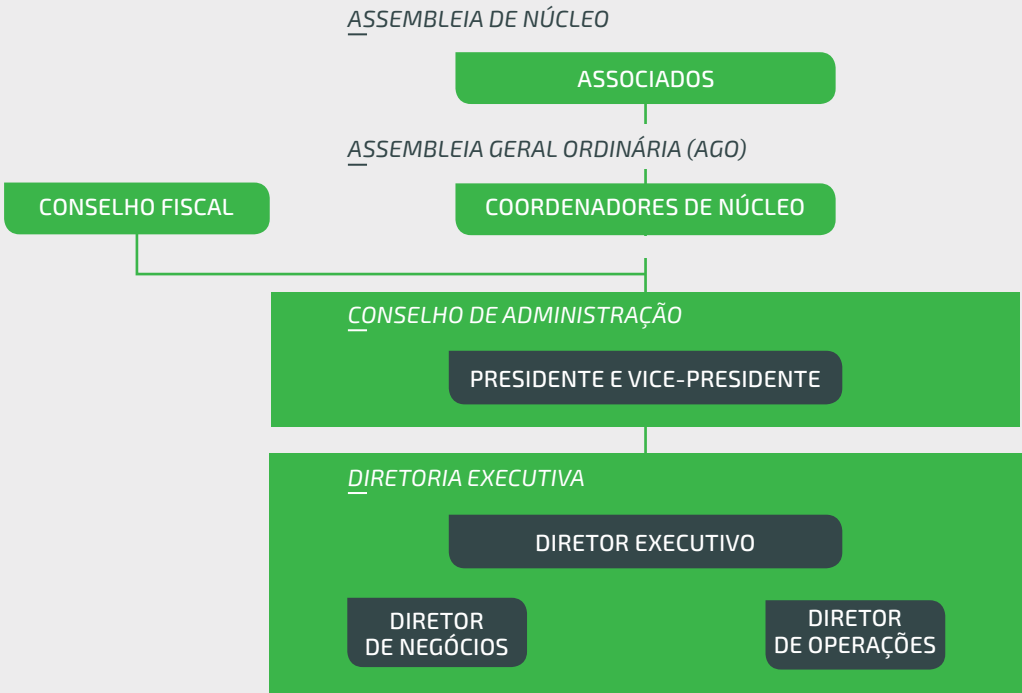 ASSEMBLEIA DE NÚCLEO
ASSOCIADOS
ASSEMBLEIA GERAL ORDINÁRIA (AGO)
CONSELHO FISCAL
COORDENADORES DE NÚCLEO
CONSELHO DE ADMINISTRAÇÃO
PRESIDENTE E VICE-PRESIDENTE
DIRETORIA EXECUTIVA
DIRETOR EXECUTIVO
DIRETOR
DE NEGÓCIOS
DIRETOR
DE OPERAÇÕES